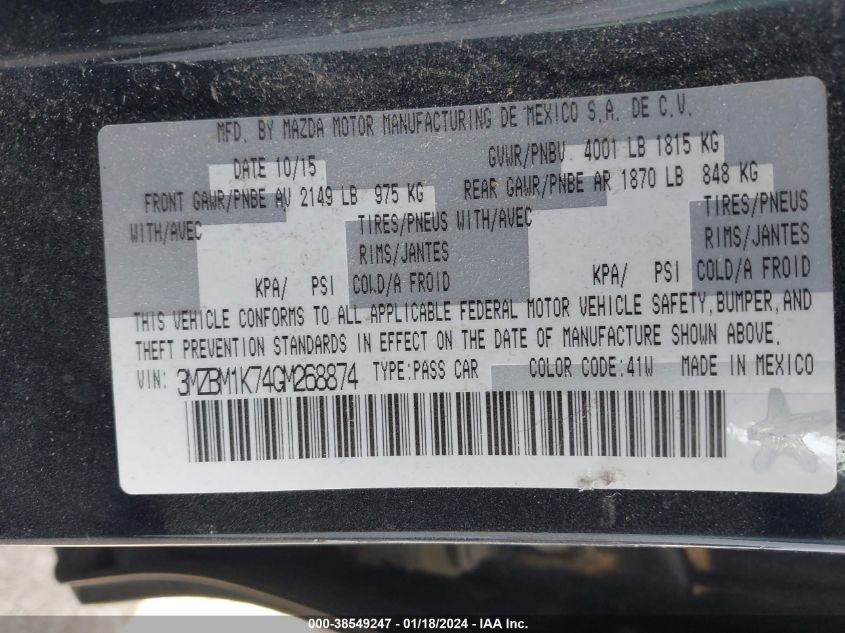 MFD. BY MAZDA MOTOR MANUFACTURING DE MEXICO S.A. DE C.V.
DATE 10/15 GVWR/PNBV 4001 LB 1815 KG
FRONT GAWR/PNBE AV 2149 LB 975 KG REAR GAWR/PNBE AR 1870 LB 848 KG
WITH/AVEC TIRES/PNEUS WITH/AVEC TIRES/PNEUS
RIMS/JANTES RIMS/JANTES
KPA/ PSI COLD/A FROID KPA/ PSI COLD/A FROID
THIS VEHICLE CONFORMS TO ALL APPLICABLE FEDERAL MOTOR VEHICLE SAFETY, BUMPER, AND
THEFT PREVENTION STANDARDS IN EFFECT ON THE DATE OF MANUFACTURE SHOWN ABOVE.
VIN: 3MZBM1K74GM268874 TYPE:PASS CAR COLOR CODE:41W MADE IN MEXICO
000-38549247 - 01/18/2024 - IAA Inc.